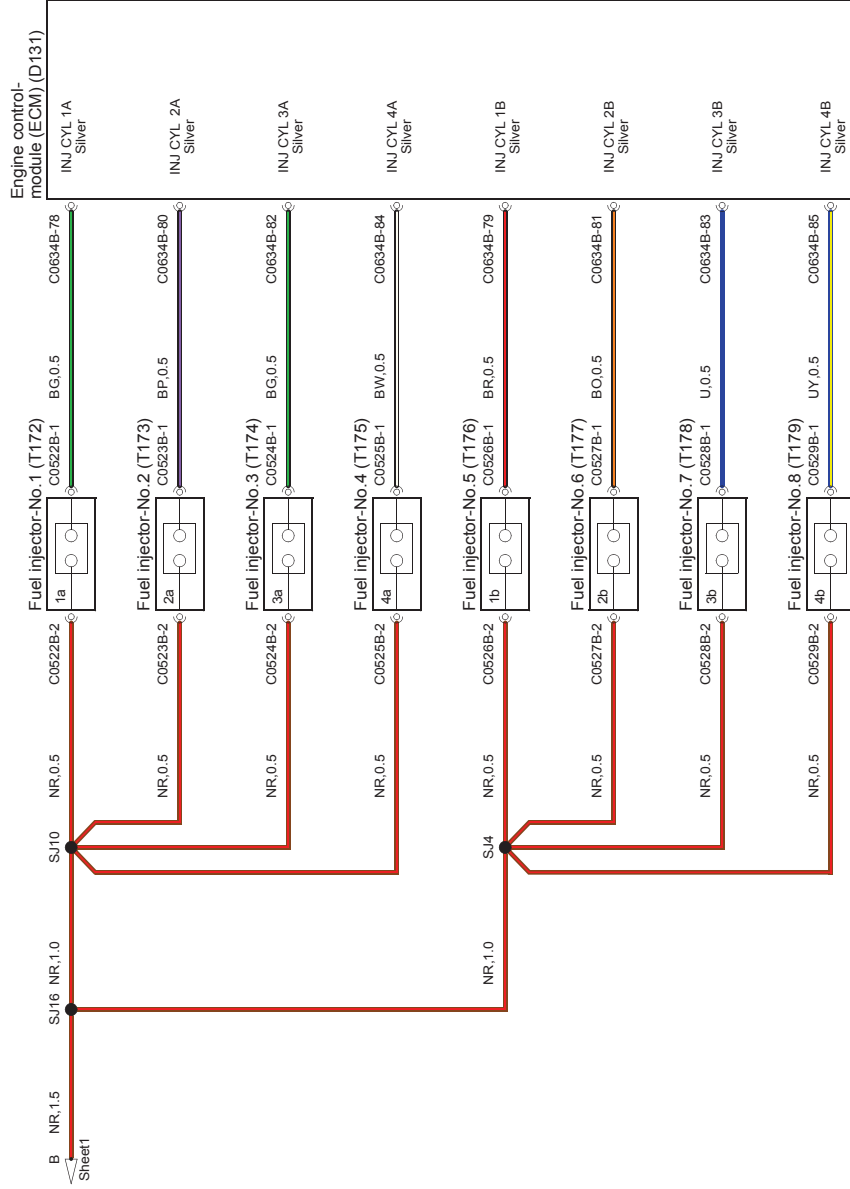 Engine control-
module (ECM) (D131)
INJ CYL 1A
Silver
C0634B-78
BG,0.5
Fuel injector-No.1 (T172)
C0522B-1
1a
C0522B-2
NR,0.5
SJ10
NR,1.0
SJ16
NR,1.5
B
Sheet1
INJ CYL 2A
Silver
C0634B-80
BP,0.5
Fuel injector-No.2 (T173)
C0523B-1
2a
C0523B-2
NR,0.5
INJ CYL 3A
Silver
C0634B-82
BG,0.5
Fuel injector-No.3 (T174)
C0524B-1
3a
C0524B-2
NR,0.5
INJ CYL 4A
Silver
C0634B-84
BW,0.5
Fuel injector-No.4 (T175)
C0525B-1
4a
C0525B-2
NR,0.5
INJ CYL 1B
Silver
C0634B-79
BR,0.5
Fuel injector-No.5 (T176)
C0526B-1
1b
C0526B-2
NR,0.5
SJ4
NR,1.0
INJ CYL 2B
Silver
C0634B-81
BO,0.5
Fuel injector-No.6 (T177)
C0527B-1
2b
C0527B-2
NR,0.5
INJ CYL 3B
Silver
C0634B-83
U,0.5
Fuel injector-No.7 (T178)
C0528B-1
3b
C0528B-2
NR,0.5
INJ CYL 4B
Silver
C0634B-85
UY,0.5
Fuel injector-No.8 (T179)
C0529B-1
4b
C0529B-2
NR,0.5